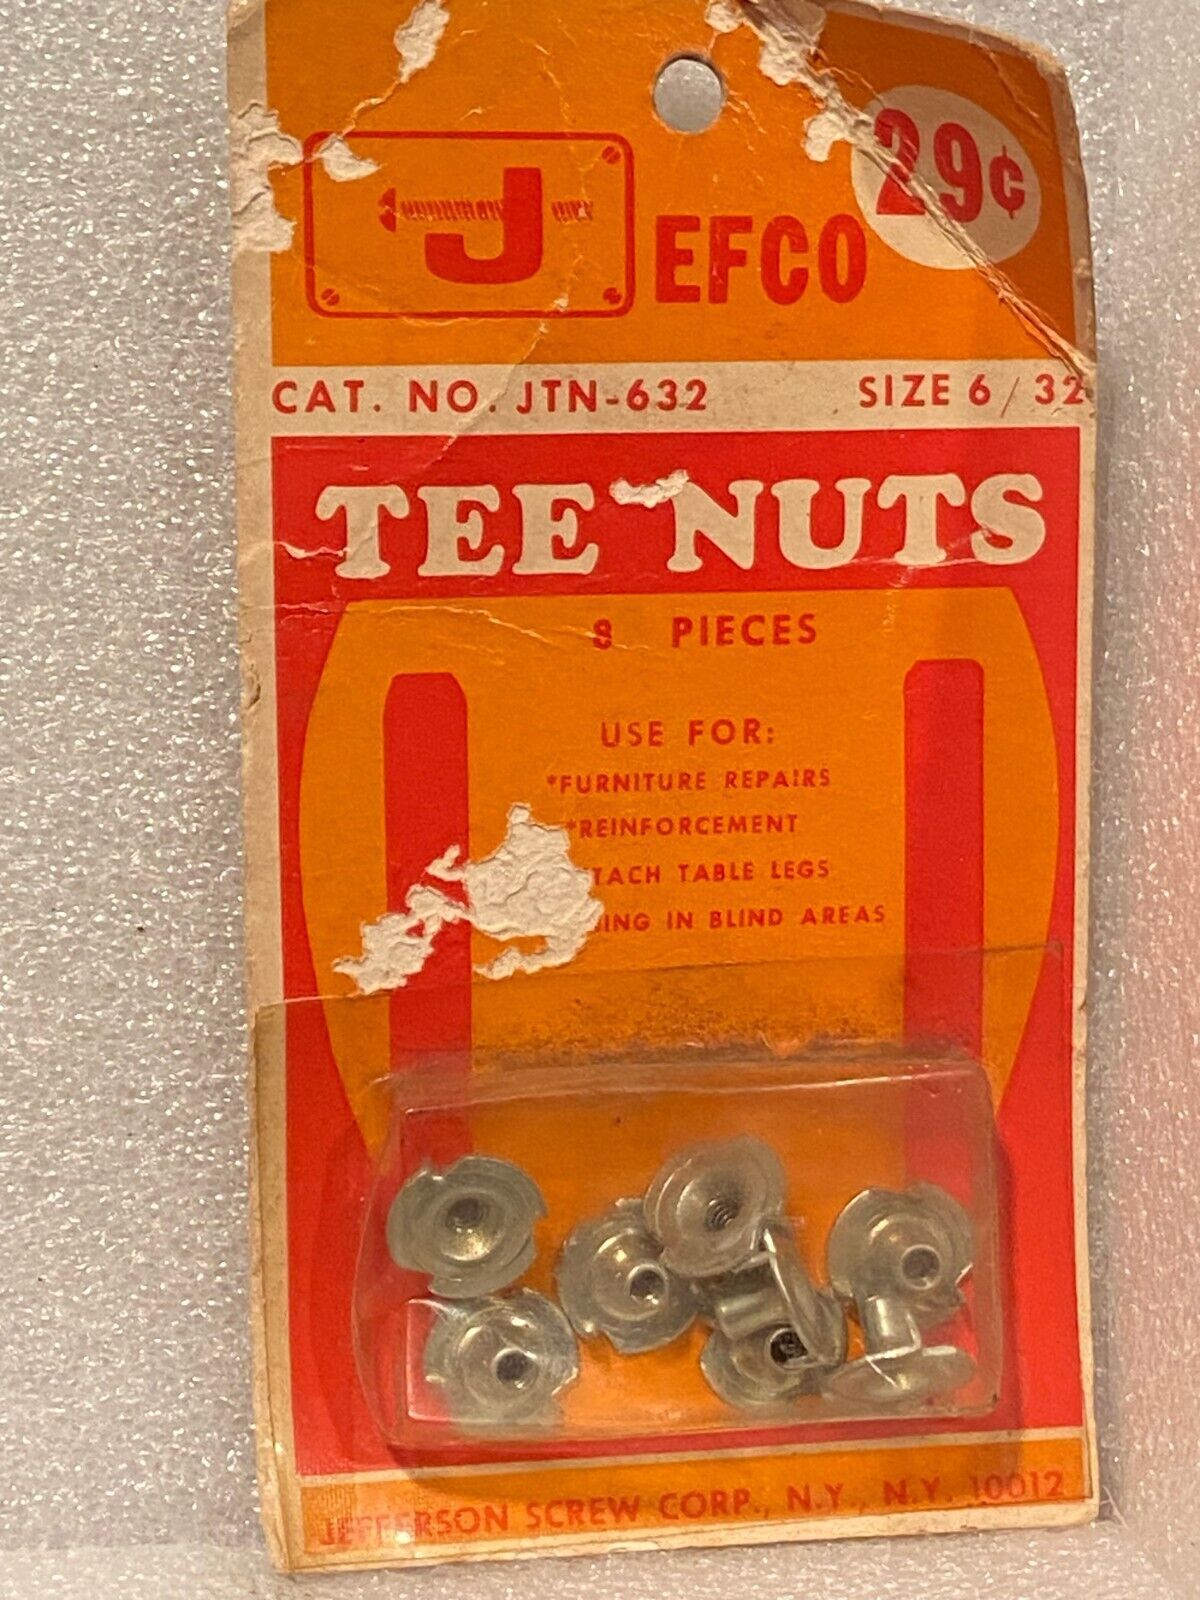 29¢
JEFCO
CAT. NO. JTN-632 SIZE 6/32
TEE NUTS
8 PIECES
USE FOR:
*FURNITURE REPAIRS
*REINFORCEMENT
TACH TABLE LEGS
ING IN BLIND AREAS
JEFFERSON SCREW CORP., N.Y., N.Y. 10012